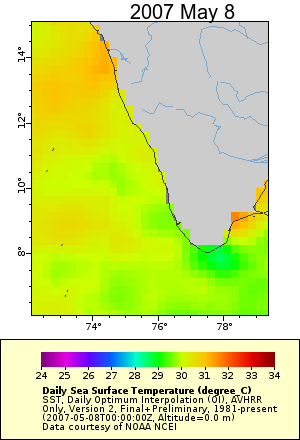 2007 May 8
14°
12°
10°
8°
74°
76°
78°
24 25 26 27 28 29 30 31 32 33 34
Daily Sea Surface Temperature (degree_C)
SST, Daily Optimum Interpolation (OI), AVHRR
Only, Version 2, Final+Preliminary, 1981-present
(2007-05-08T00:00:00Z, Altitude=0.0 m)
Data courtesy of NOAA NCEI